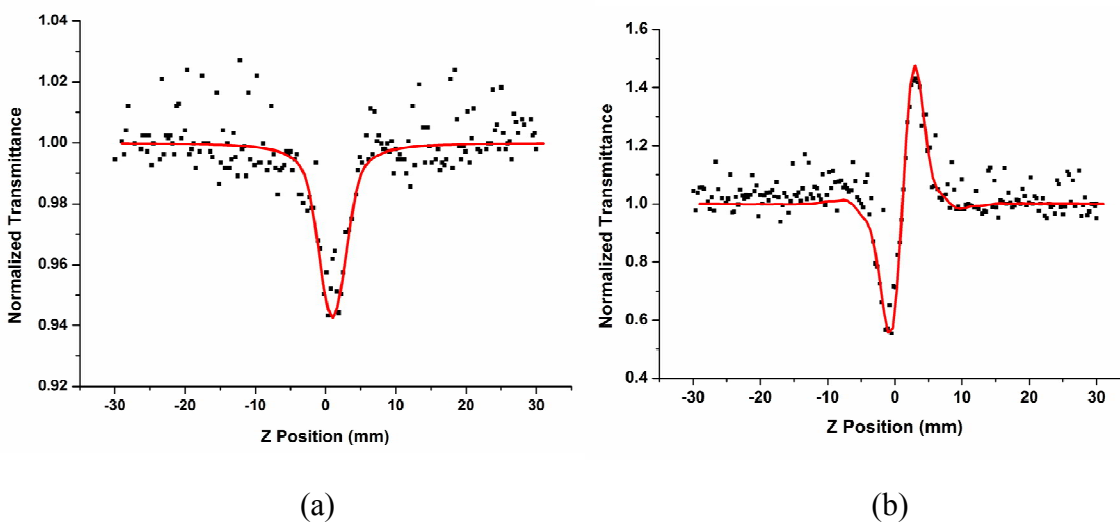 1.04
1.02
1.00
0.98
0.96
0.94
0.92
-30 -20 -10 0 10 20 30
Z Position (mm)
Normalized Transmittance
(a)
1.6
1.4
1.2
1.0
0.8
0.6
0.4
-30 -20 -10 0 10 20 30
Z Position (mm)
Normalized Transmittance
(b)